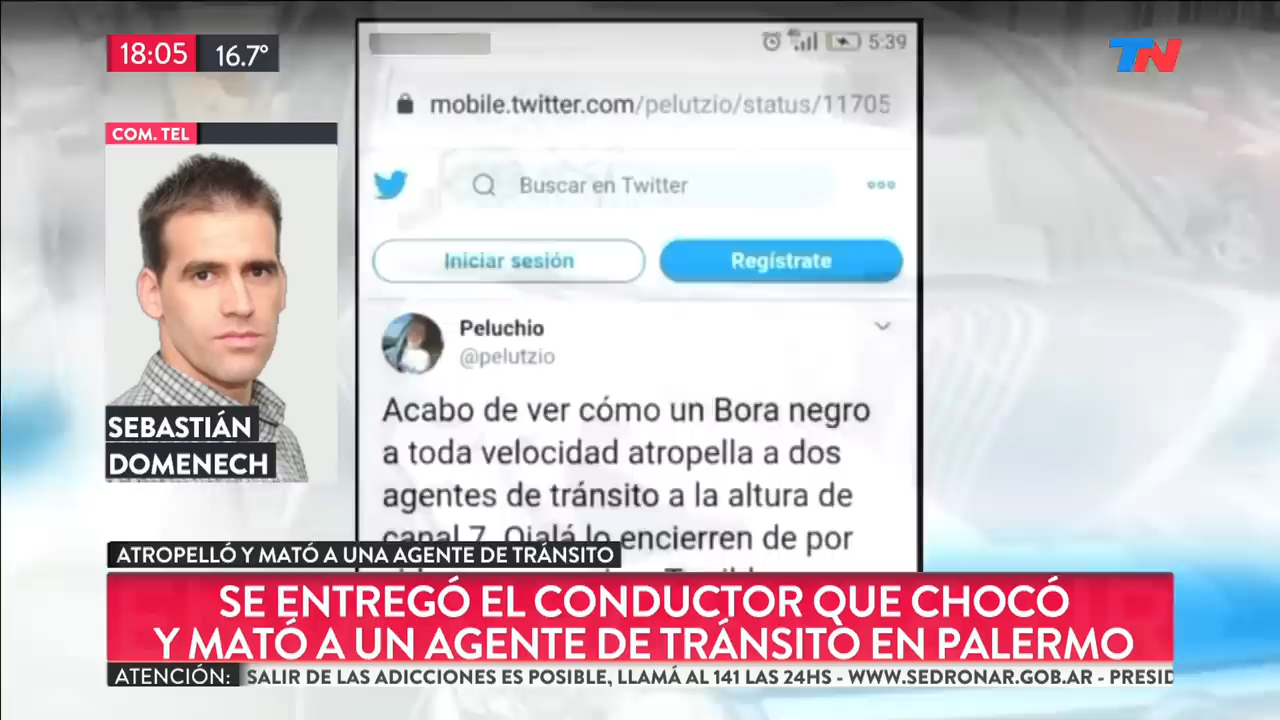 18:05 16.7°
TN
COM. TEL
SEBASTIÁN
DOMENECH
5:39
mobile.twitter.com/pelutzio/status/11705
Buscar en Twitter
Iniciar sesión
Regístrate
Peluchio
@pelutzio
Acabo de ver cómo un Bora negro
a toda velocidad atropella a dos
agentes de tránsito a la altura de
canal 7. Ojalá lo encierren de por
ATROPELLÓ Y MATÓ A UNA AGENTE DE TRÁNSITO
SE ENTREGÓ EL CONDUCTOR QUE CHOCÓ
Y MATÓ A UN AGENTE DE TRÁNSITO EN PALERMO
ATENCIÓN: SALIR DE LAS ADICCIONES ES POSIBLE, LLAMÁ AL 141 LAS 24HS - WWW.SEDRONAR.GOB.AR - PRESID